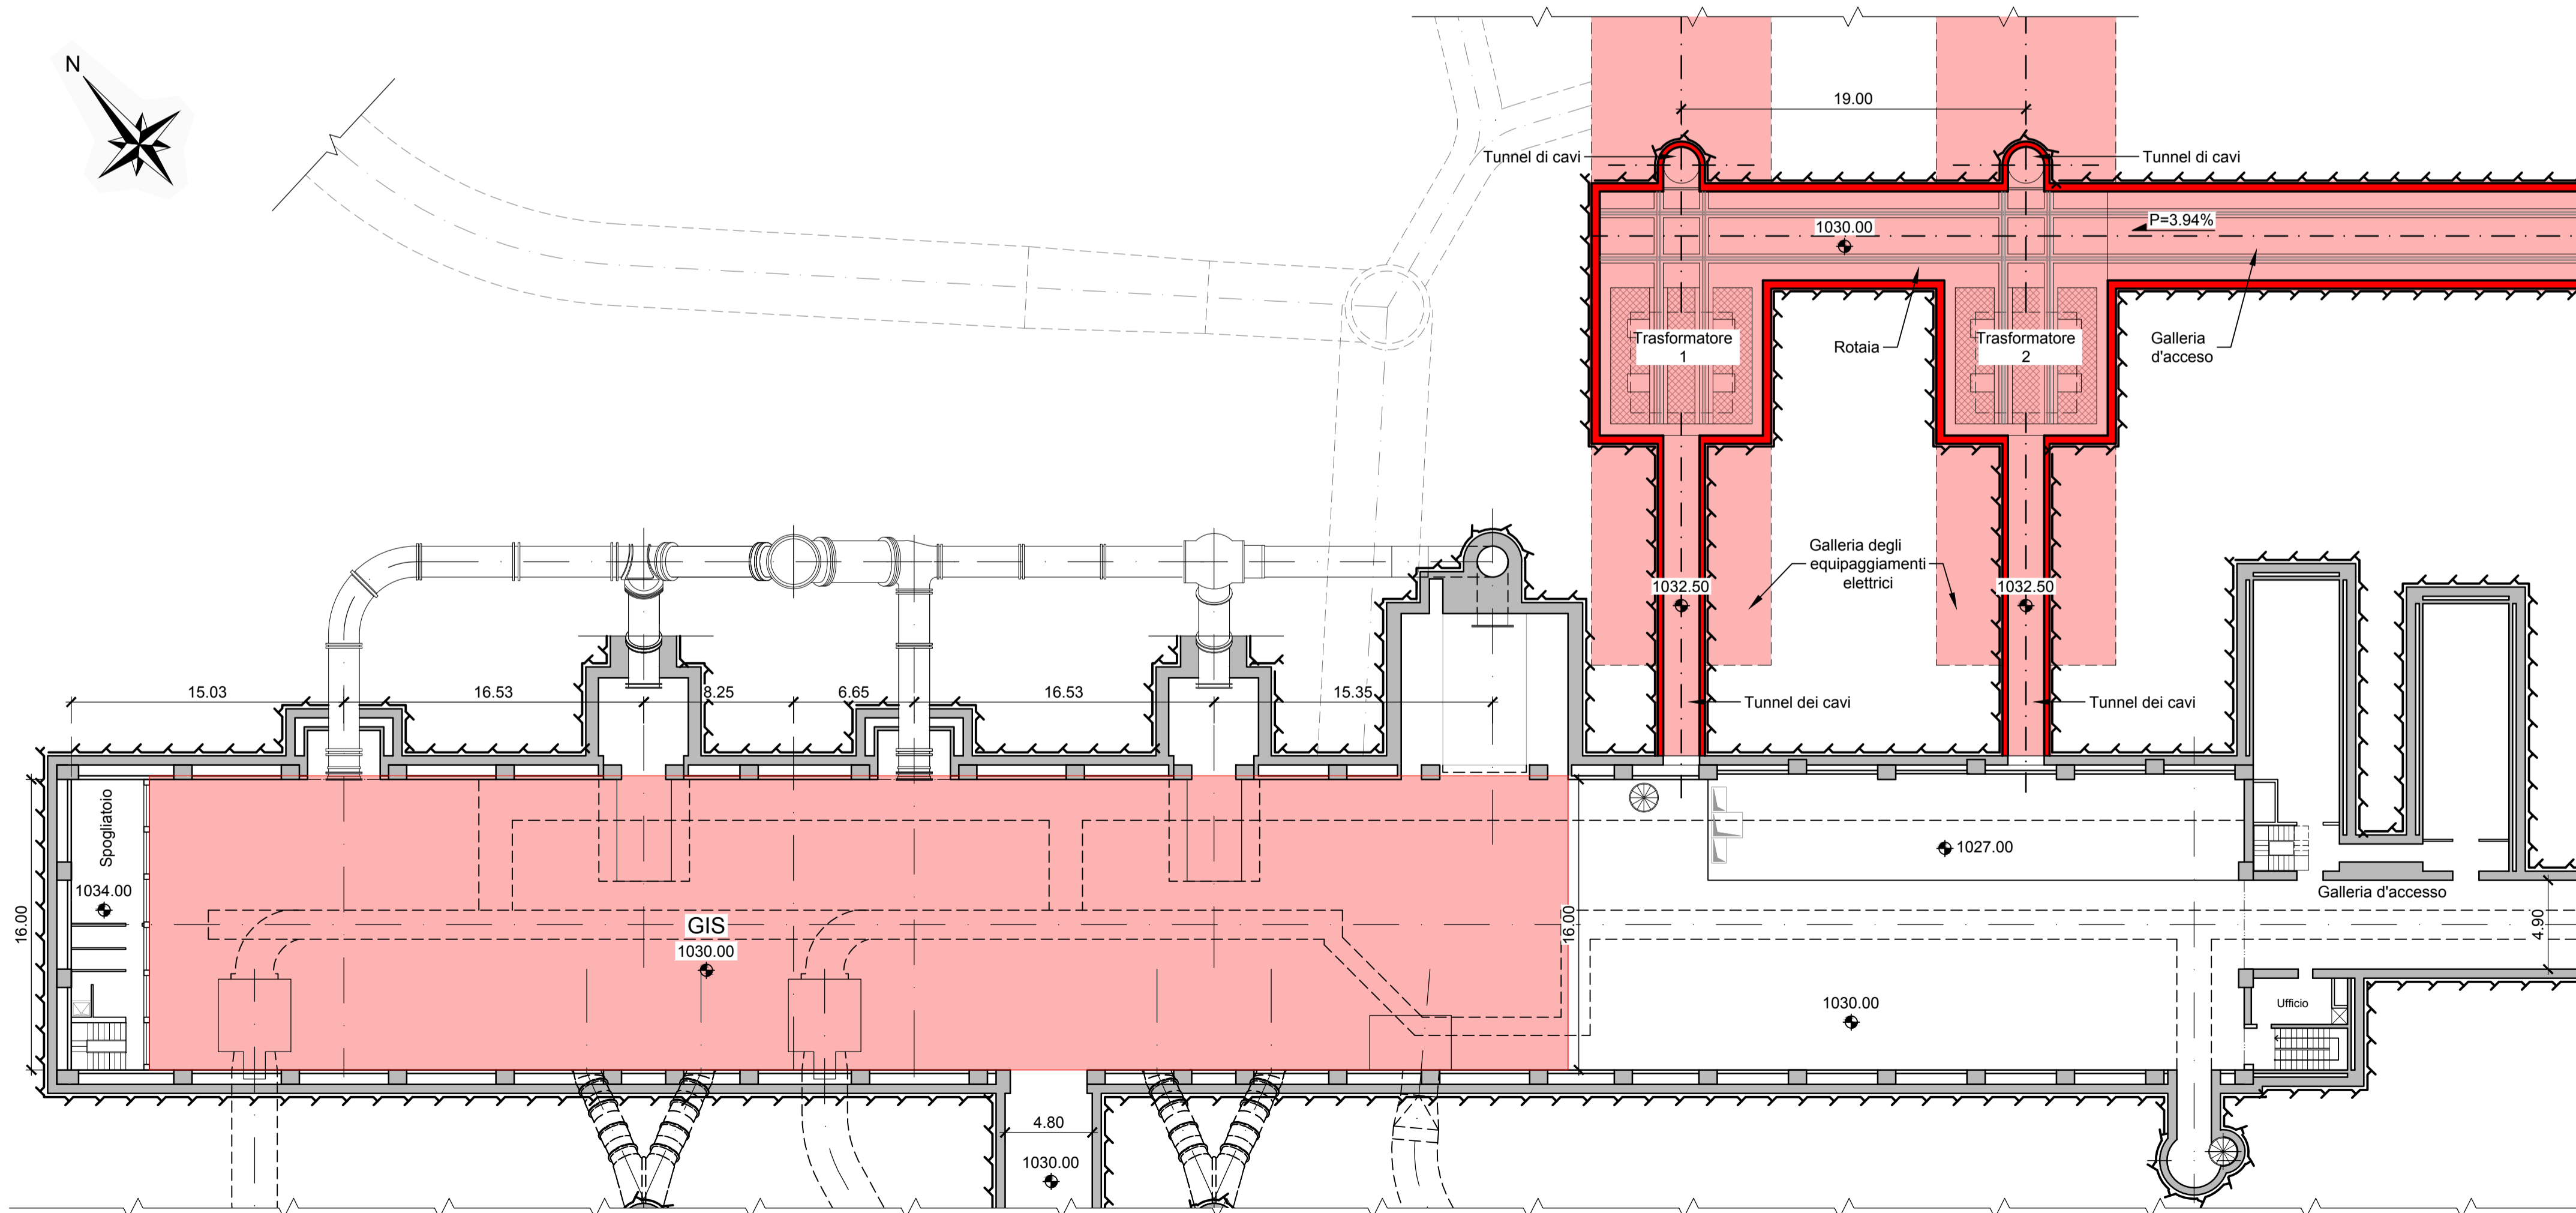 N
19.00
Tunnel di cavi
Tunnel di cavi
1030.00
P=3.94%
Trasformatore
1
Rotaia
Trasformatore
2
Galleria
d'acceso
Galleria degli
equipaggiamenti
elettrici
1032.50
1032.50
15.03
16.53
8.25
6.65
16.53
15.35
Tunnel dei cavi
Tunnel dei cavi
Spogliatoio
1034.00
16.00
GIS
1030.00
16.00
1027.00
1030.00
Galleria d'accesso
4.90
Ufficio
4.80
1030.00